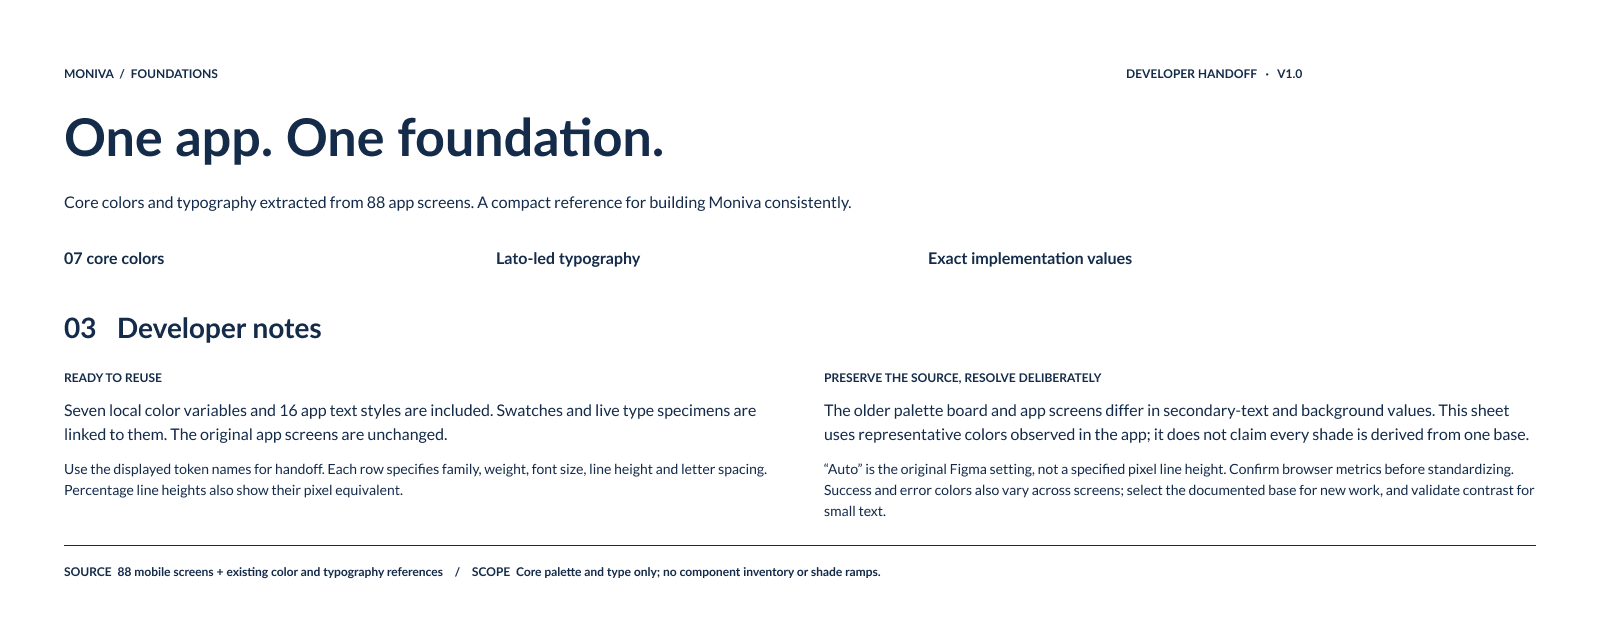 MONIVA / FOUNDATIONS
DEVELOPER HANDOFF · V1.0
One app. One foundation.
Core colors and typography extracted from 88 app screens. A compact reference for building Moniva consistently.
07 core colors
Lato-led typography
Exact implementation values
03 Developer notes
READY TO REUSE
Seven local color variables and 16 app text styles are included. Swatches and live type specimens are
linked to them. The original app screens are unchanged.
Use the displayed token names for handoff. Each row specifies family, weight, font size, line height and letter spacing.
Percentage line heights also show their pixel equivalent.
PRESERVE THE SOURCE, RESOLVE DELIBERATELY
The older palette board and app screens differ in secondary-text and background values. This sheet
uses representative colors observed in the app; it does not claim every shade is derived from one base.
“Auto” is the original Figma setting, not a specified pixel line height. Confirm browser metrics before standardizing.
Success and error colors also vary across screens; select the documented base for new work, and validate contrast for
small text.
SOURCE 88 mobile screens + existing color and typography references / SCOPE Core palette and type only; no component inventory or shade ramps.